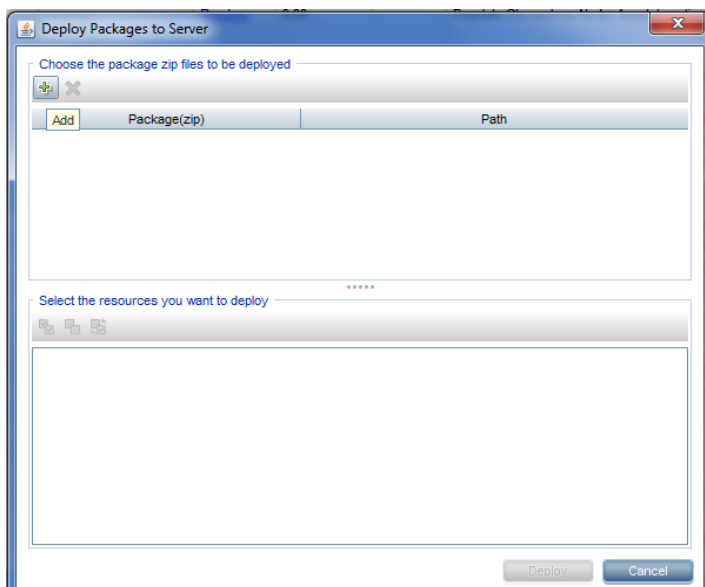 Deploy Packages to Server
Choose the package zip files to be deployed
Add
Package(zip) Path
Select the resources you want to deploy
Deploy Cancel